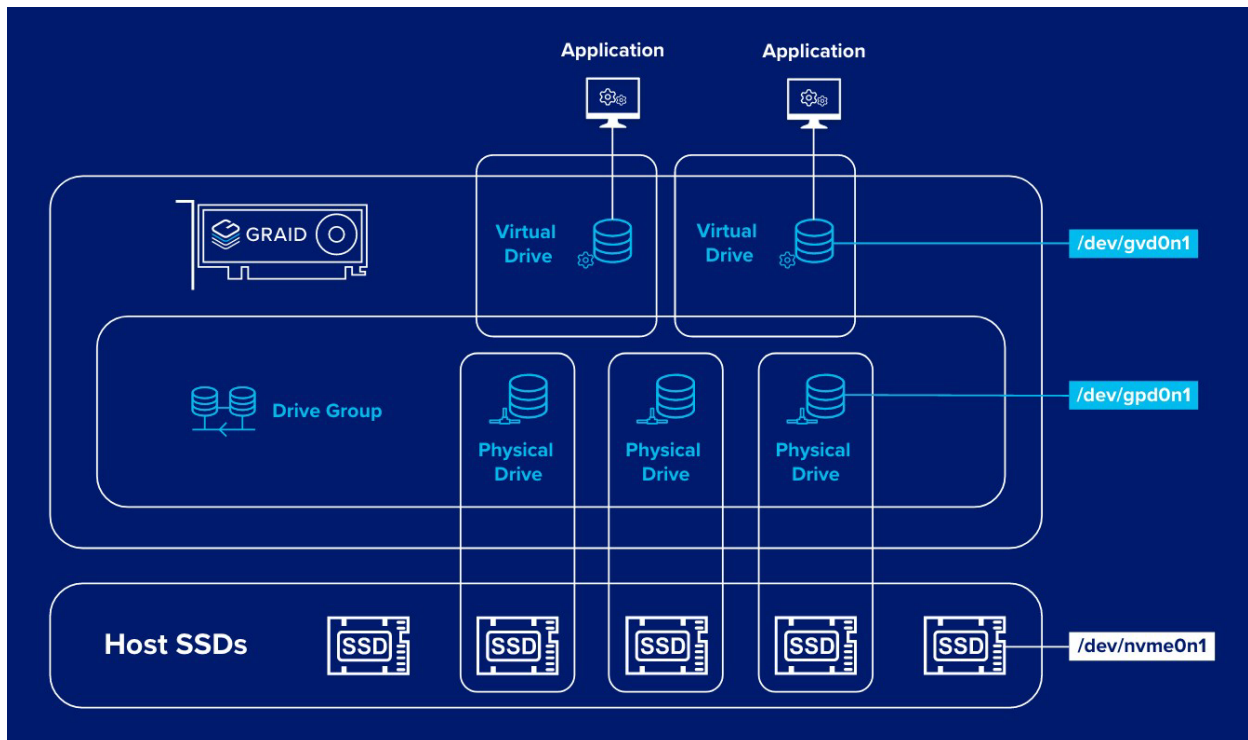 Application
Application
GRAID
Virtual
Drive
Virtual
Drive
/dev/gvd0n1
Drive Group
Physical
Drive
Physical
Drive
Physical
Drive
/dev/gpd0n1
Host SSDs
SSD
SSD
SSD
SSD
SSD
/dev/nvme0n1